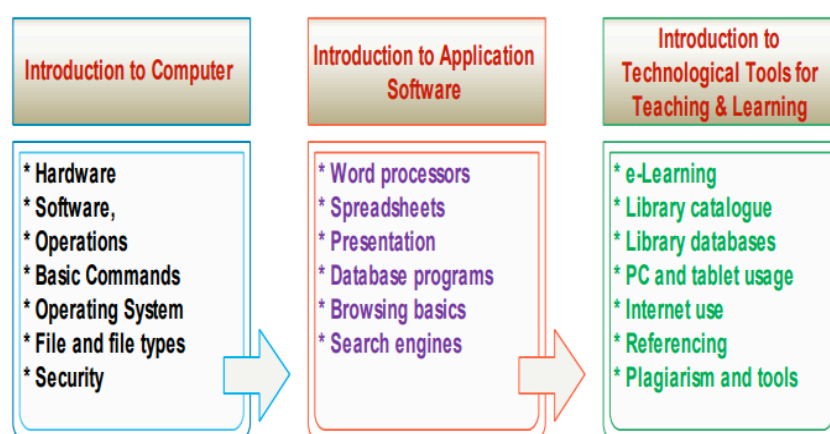 Introduction to Computer
* Hardware
* Software,
* Operations
* Basic Commands
* Operating System
* File and file types
* Security
Introduction to Application
Software
* Word processors
* Spreadsheets
* Presentation
* Database programs
* Browsing basics
* Search engines
Introduction to
Technological Tools for
Teaching & Learning
* e-Learning
* Library catalogue
* Library databases
* PC and tablet usage
* Internet use
* Referencing
* Plagiarism and tools